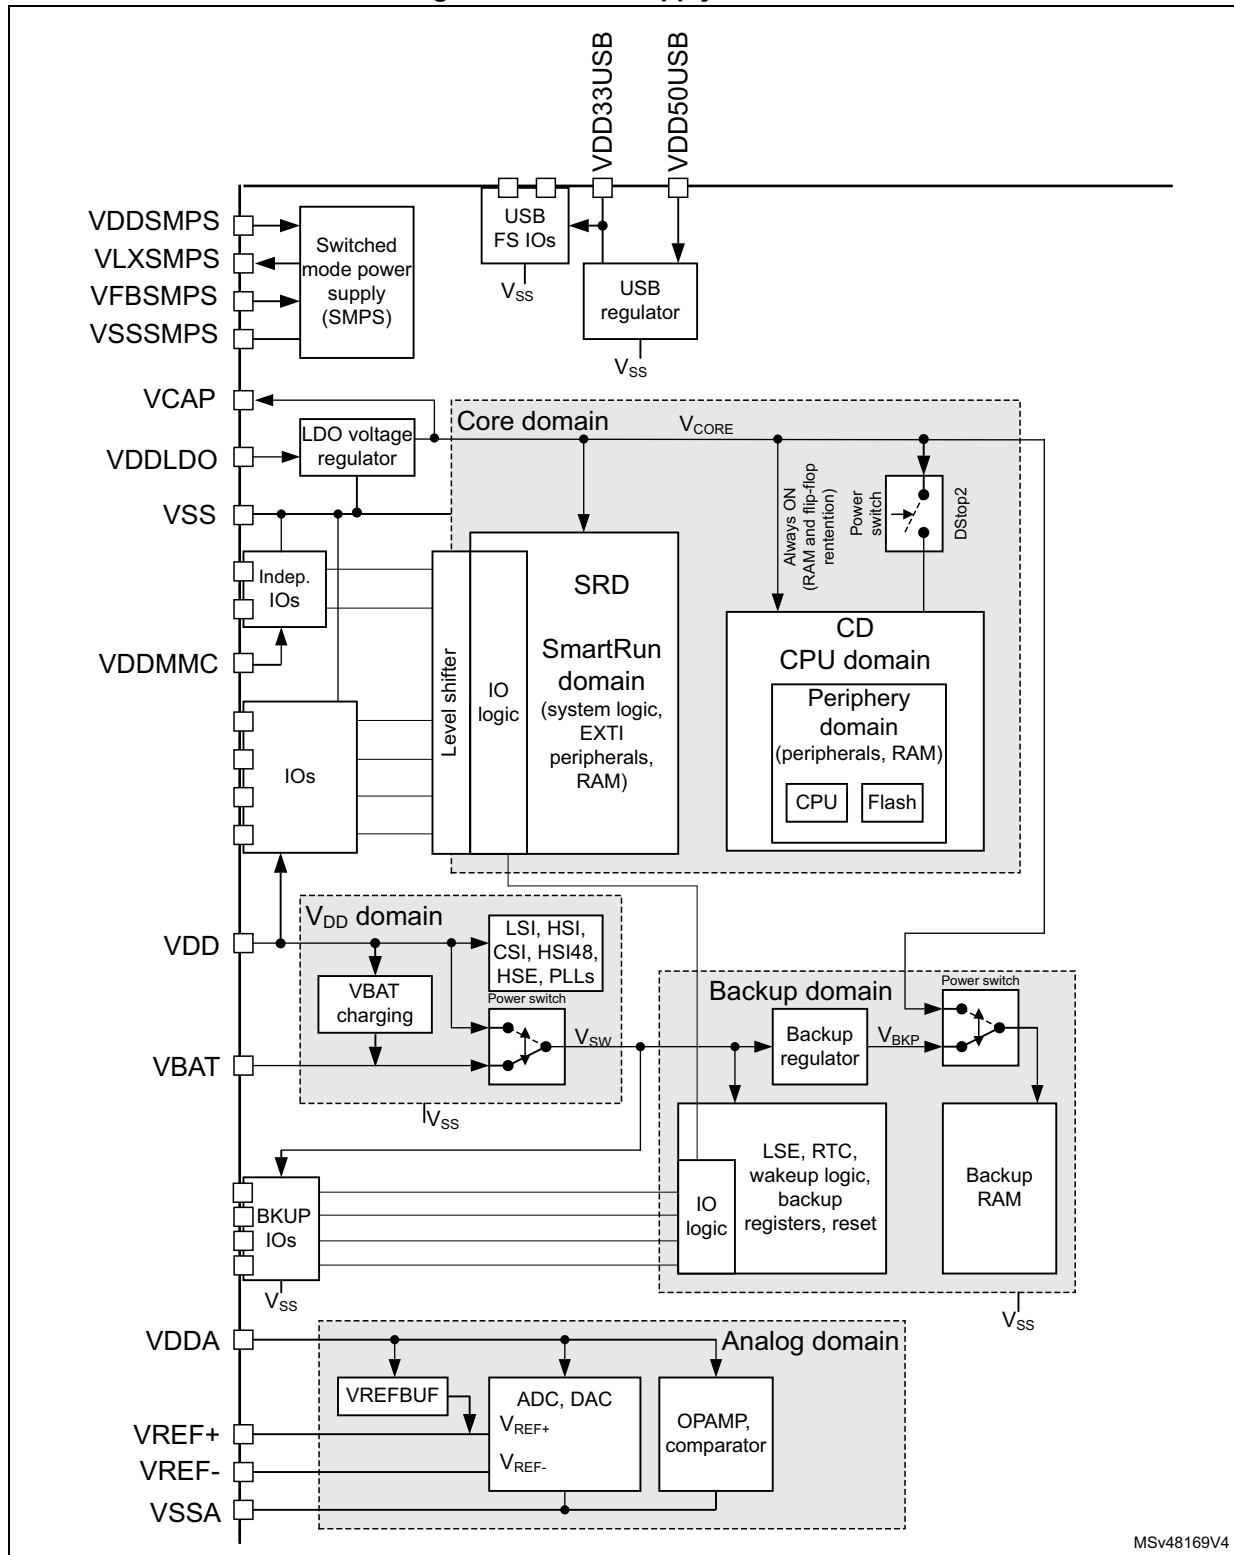 VDD33USB
VDD50USB
VDDSMPS
VLXSMPS
VFBSMPS
VSSSMPS
Switched
mode power
supply
(SMPS)
USB
FS IOs
VSS
USB
regulator
VSS
VCAP
VDDLDO
VSS
LDO voltage
regulator
Core domain
VCORE
Always ON
(RAM and flip-flop
rentention)
Power
switch
DStop2
Indep.
IOs
VDDMMC
IOs
Level shifter
IO
logic
SRD
SmartRun
domain
(system logic,
EXTI
peripherals,
RAM)
CD
CPU domain
Periphery
domain
(peripherals, RAM)
CPU
Flash
VDD
VBAT
VDD domain
LSI, HSI,
CSI, HSI48,
HSE, PLLs
VBAT
charging
Power switch
VSW
VSS
Backup domain
Backup
regulator
VBKP
Power switch
LSE, RTC,
wakeup logic,
backup
registers, reset
IO
logic
Backup
RAM
VSS
BKUP
IOs
VSS
VDDA
VREF+
VREF-
VSSA
Analog domain
VREFBUF
ADC, DAC
VREF+
VREF-
OPAMP,
comparator
MSv48169V4